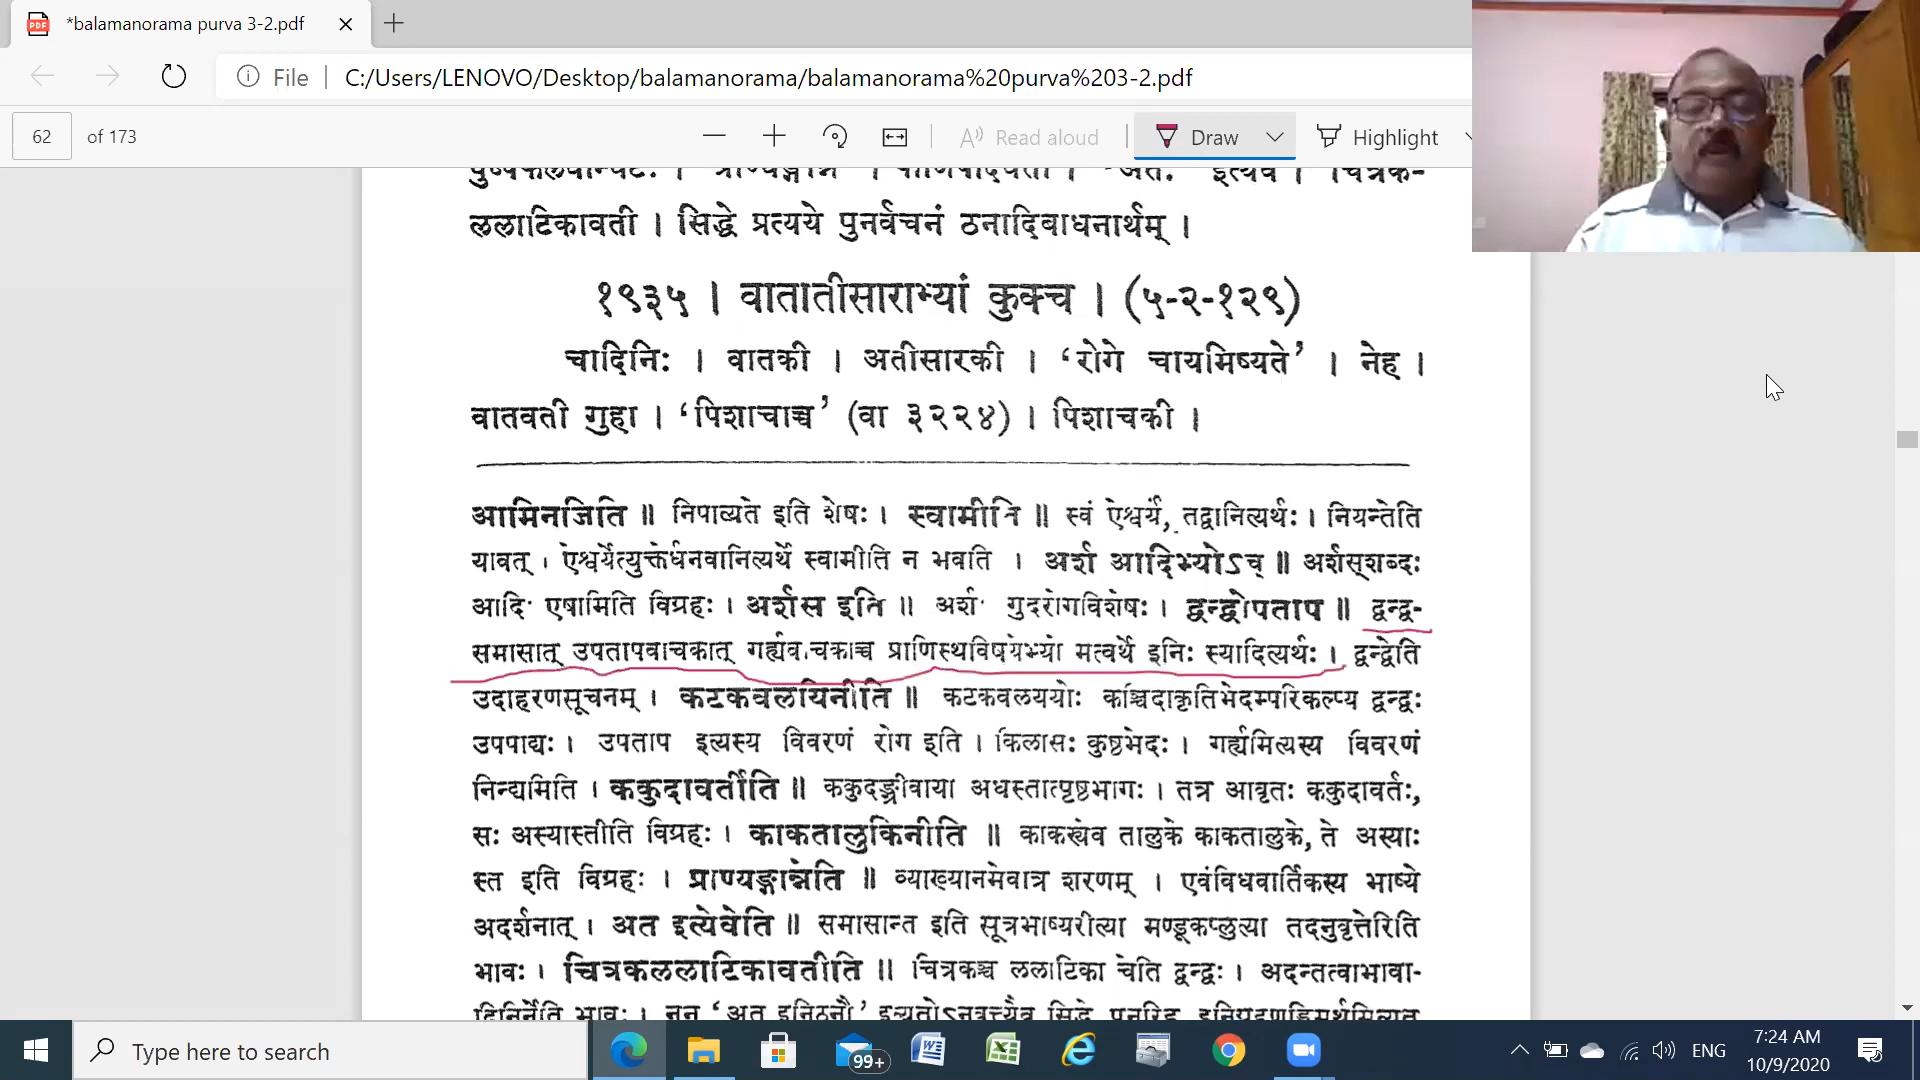 *balamanorama purva 3-2.pdf
File | C:/Users/LENOVO/Desktop/balamanorama/balamanorama%20purva%203-2.pdf
62 of 173 Read aloud Draw Highlight
ललाटिकावती । सिद्धे प्रत्यये पुनर्वचनं ठनादिबाधनार्थम् ।
१९३५ । वातातीसाराभ्यां कुक्च । (५-२-१२९)
चादिनिः । वातकी । अतीसारकी । ‘रोगे चायमिष्यते’ । नेह ।
वातवती गुहा । ‘पिशाचाच्च’ (वा ३२२४) । पिशाचकी ।
आमिनजिति ॥ निपात्यते इति शेषः । स्वामीनि ॥ स्वं ऐश्वर्यं, तद्वानित्यर्थः । नियन्तेति
यावत् । ऐश्वर्येत्युक्तेर्धनवानित्यर्थे स्वामीति न भवति । अर्श आदिभ्योऽच् ॥ अर्शस्शब्दः
आदि एषामिति विग्रहः । अर्शस इति ॥ अर्श गुदरोगविशेषः । द्वन्द्वोपताप ॥ द्वन्द्व-
समासात् उपतापवाचकात् गर्ह्यवाचकाच्च प्राणिस्थविषयेभ्यो मत्वर्थे इनिः स्यादित्यर्थः । द्वन्द्वेति
उदाहरणसूचनम् । कटकवलयिनीति ॥ कटकवलययोः कञ्चिदाकृतिभेदम्परिकल्प्य द्वन्द्वः
उपपाद्यः । उपताप इत्यस्य विवरणं रोग इति । किलासः कुष्ठभेदः । गर्ह्यमित्यस्य विवरणं
निन्द्यमिति । ककुदावर्तीति ॥ ककुदङ्ग्रीवाया अधस्तात्पृष्ठभागः । तत्र आवृतः ककुदावर्तः,
सः अस्यास्तीति विग्रहः । काकतालुकिनीति ॥ काकस्येव तालुके काकतालुके, ते अस्याः
स्त इति विग्रहः । प्राण्यङ्गान्नेति ॥ व्याख्यानमेवात्र शरणम् । एवंविधवार्तिकस्य भाष्ये
अदर्शनात् । अत इत्येवेति ॥ समासान्त इति सूत्रभाष्यरीत्या मण्डूकप्लुत्या तदनुवृत्तेरिति
भावः । चित्रकललाटिकावतीति ॥ चित्रकञ्च ललाटिका चेति द्वन्द्वः । अदन्तत्वाभावा-
Type here to search
99+
ENG
7:24 AM
10/9/2020